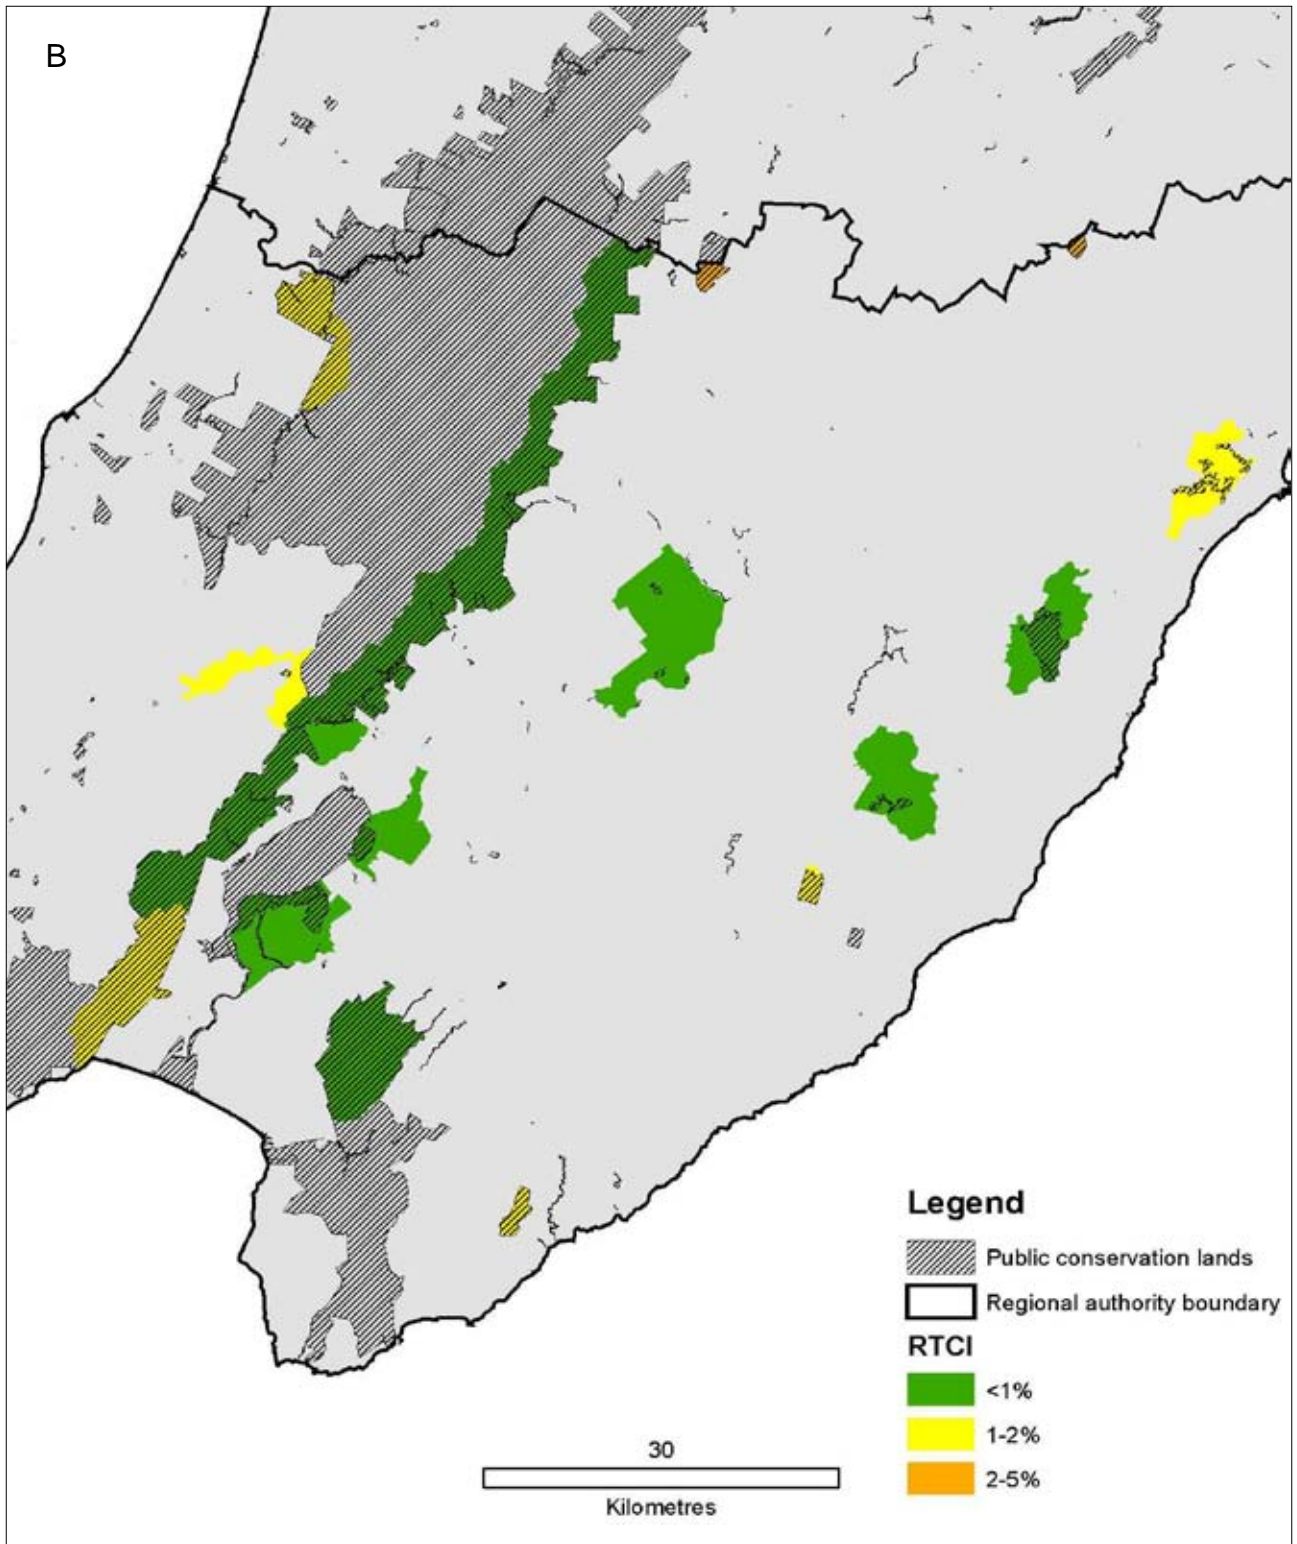 B
Legend
Public conservation lands
Regional authority boundary
RTCI
<1%
1-2%
2-5%
30
Kilometres